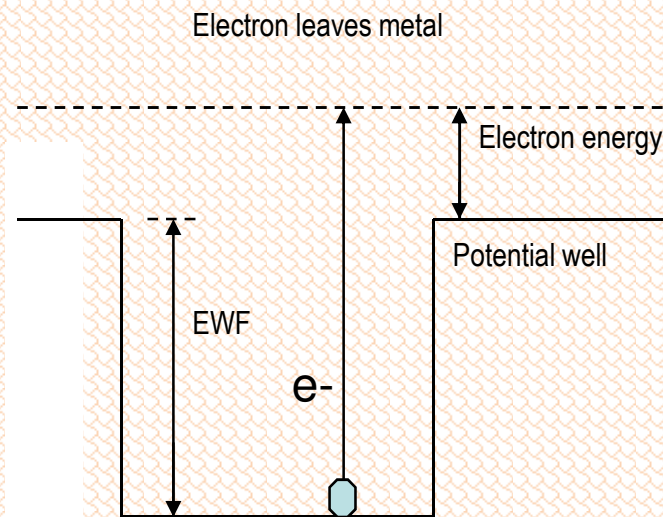 Electron leaves metal
Electron energy
Potential well
EWF
e-